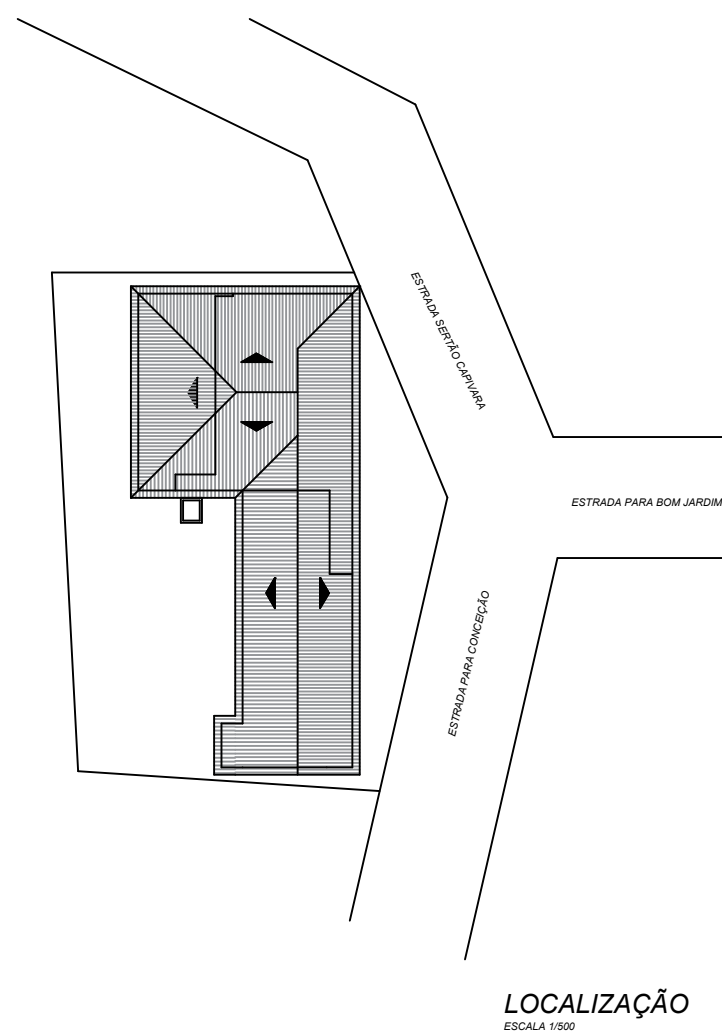 ESTRADA SERTÃO CAPIVARA
ESTRADA PARA BOM JARDIM
ESTRADA PARA CONCEIÇÃO
LOCALIZAÇÃO
ESCALA 1/500